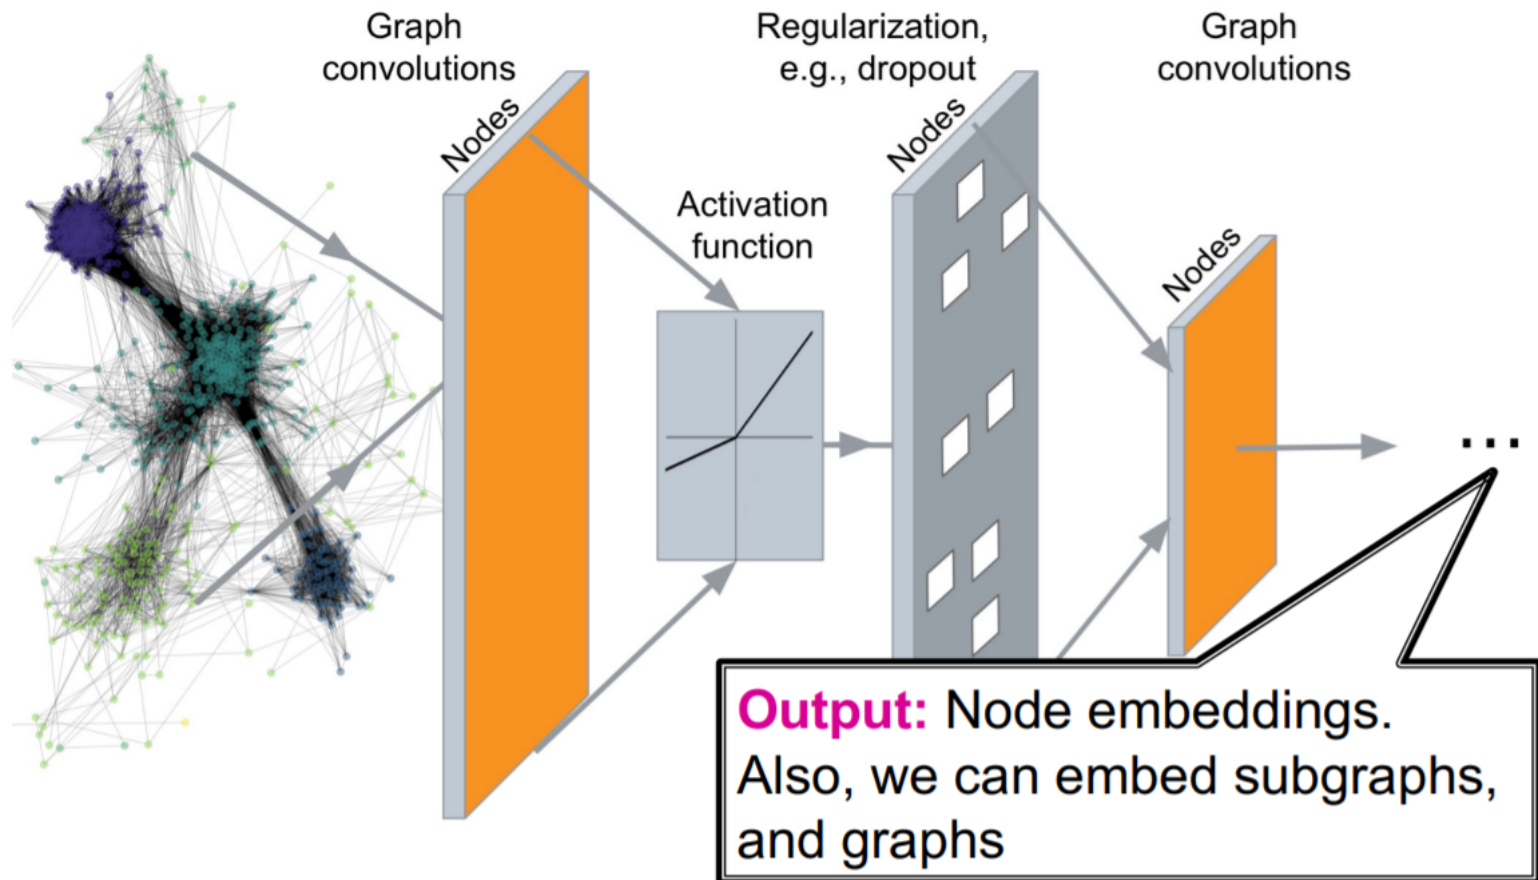 Graph
convolutions
Regularization,
e.g., dropout
Graph
convolutions
Nodes
Nodes
Nodes
Activation
function
...
Output: Node embeddings.
Also, we can embed subgraphs,
and graphs